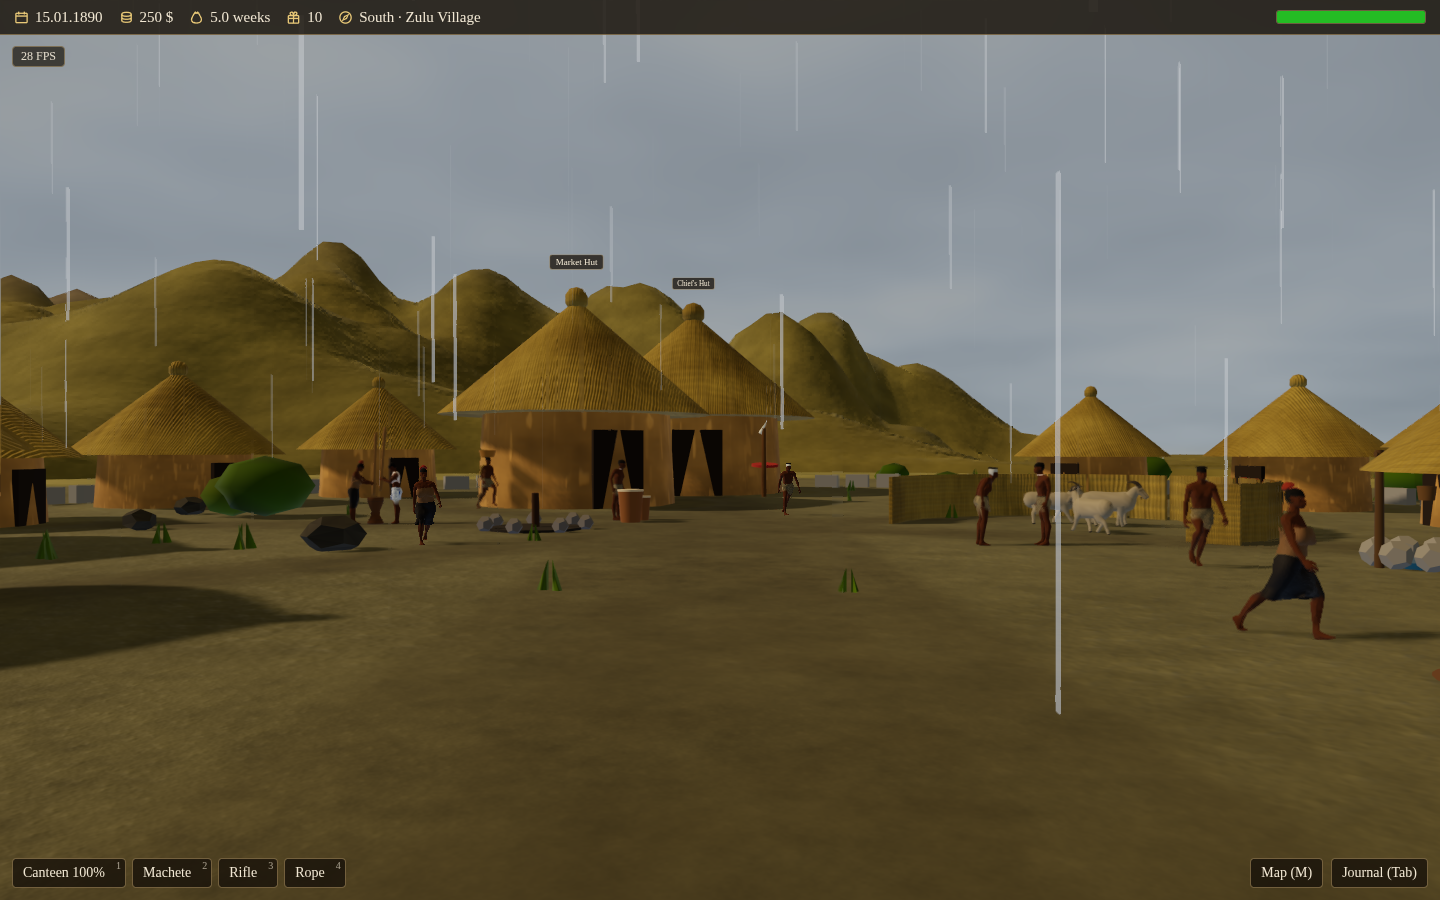 15.01.1890 250 $ 5.0 weeks 10 South · Zulu Village
28 FPS
Market Hut
Chief's Hut
Canteen 100% 1 Machete 2 Rifle 3 Rope 4 Map (M) Journal (Tab)